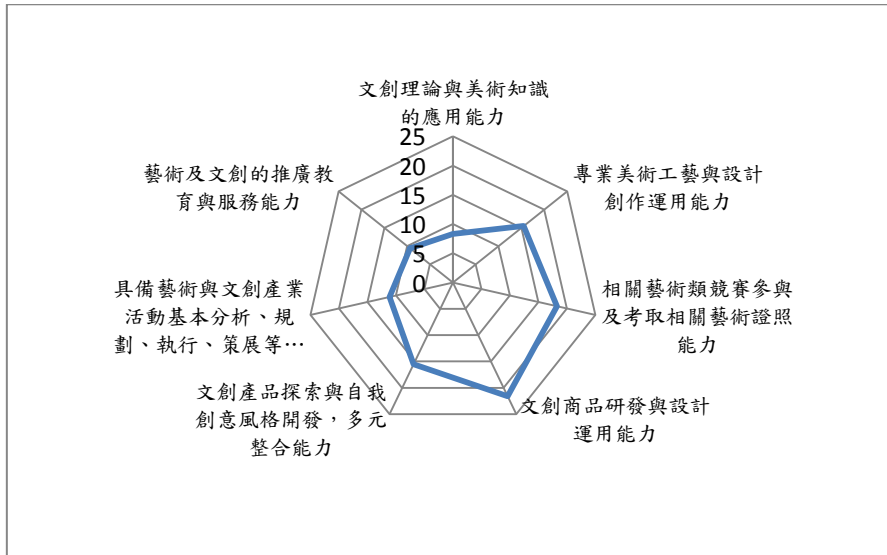 文創理論與美術知識
的應用能力
專業美術工藝與設計
創作運用能力
相關藝術類競賽參與
及考取相關藝術證照
能力
文創商品研發與設計
運用能力
文創產品探索與自我
創意風格開發，多元
整合能力
具備藝術與文創產業
活動基本分析、規
劃、執行、策展等…
藝術及文創的推廣教
育與服務能力
25
20
15
10
5
0